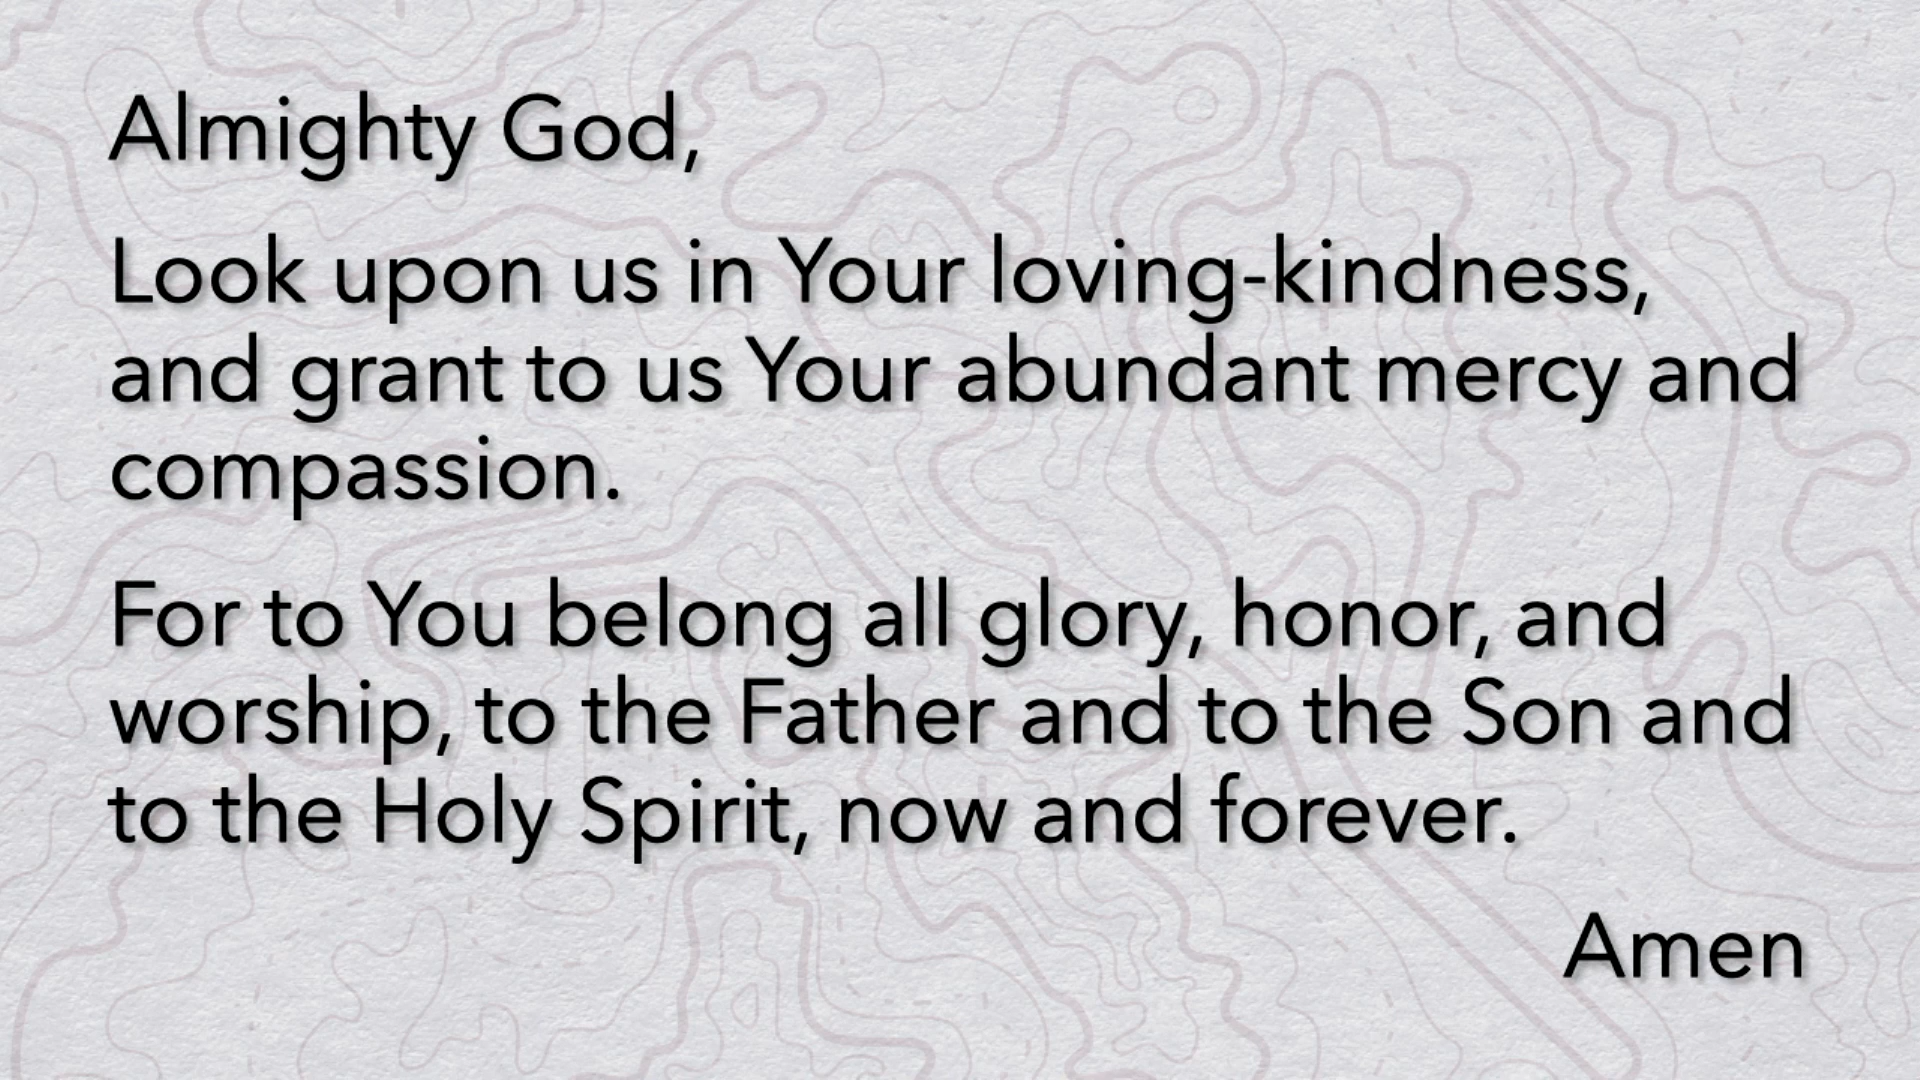 Almighty God,
Look upon us in Your loving-kindness,
and grant to us Your abundant mercy and
compassion.
For to You belong all glory, honor, and
worship, to the Father and to the Son and
to the Holy Spirit, now and forever.
Amen